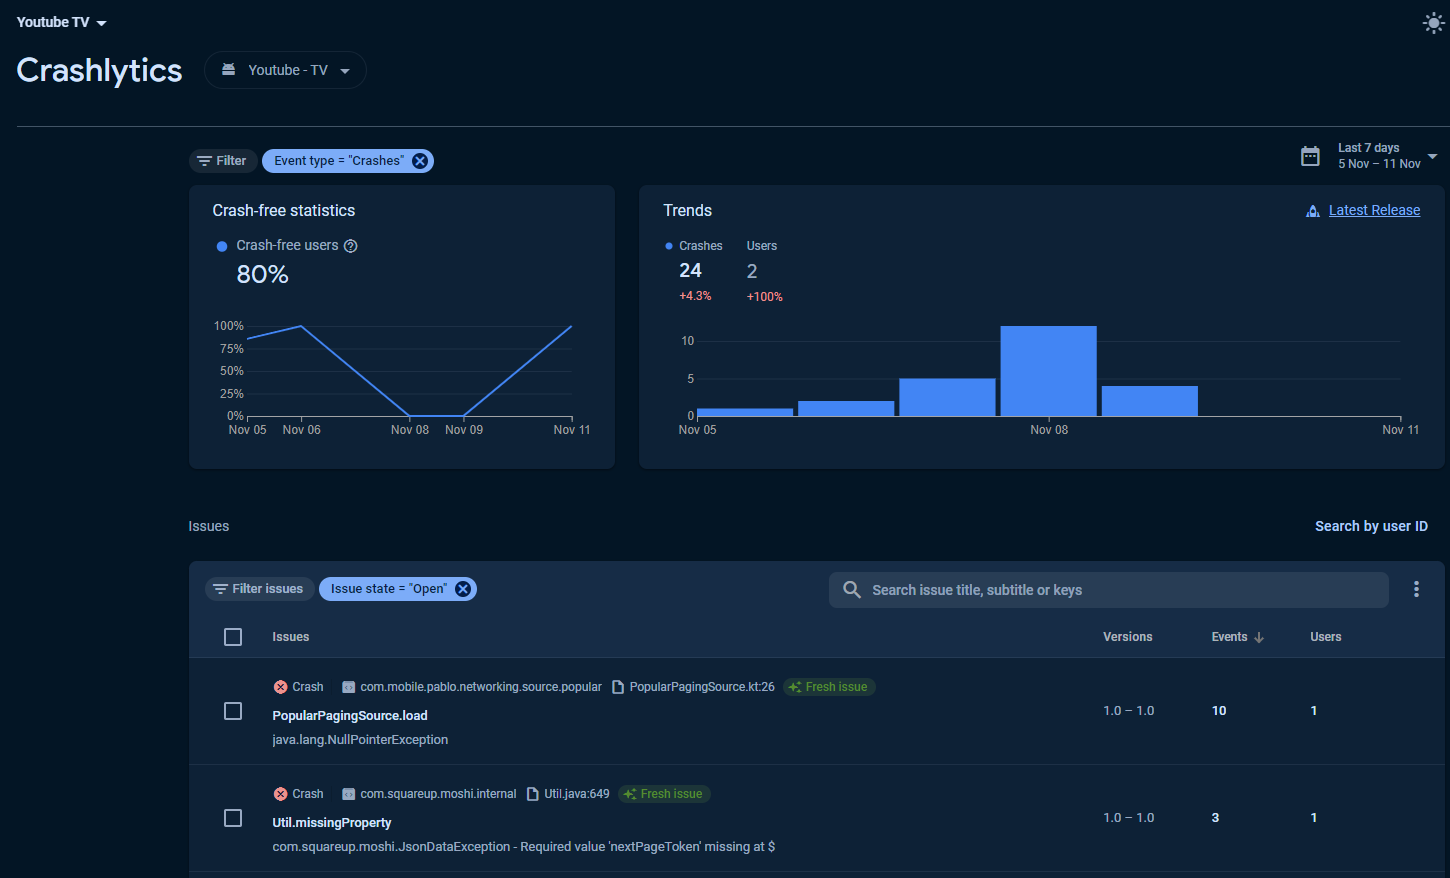 Youtube TV
Crashlytics
Youtube - TV
Filter
Event type = "Crashes"
Last 7 days
5 Nov – 11 Nov
Crash-free statistics
Crash-free users
80%
100%
75%
50%
25%
0%
Nov 05 Nov 06 Nov 08 Nov 09 Nov 11
Trends
Latest Release
Crashes Users
24 2
+4.3% +100%
10
5
0
Nov 05 Nov 08 Nov 11
Issues
Search by user ID
Filter issues
Issue state = "Open"
Search issue title, subtitle or keys
Issues Versions Events Users
Crash com.mobile.pablo.networking.source.popular PopularPagingSource.kt:26 Fresh issue
PopularPagingSource.load
java.lang.NullPointerException
1.0 – 1.0 10 1
Crash com.squareup.moshi.internal Util.java:649 Fresh issue
Util.missingProperty
com.squareup.moshi.JsonDataException - Required value 'nextPageToken' missing at $
1.0 – 1.0 3 1